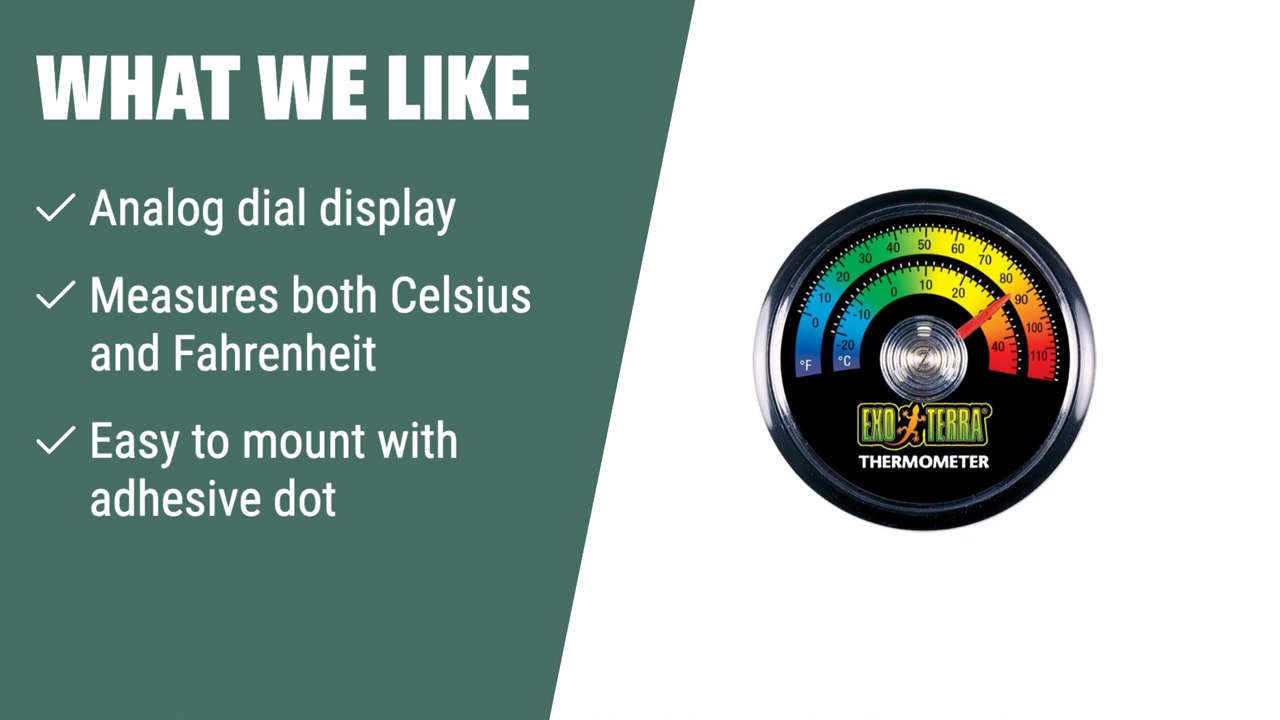 WHAT WE LIKE
Analog dial display
Measures both Celsius
and Fahrenheit
Easy to mount with
adhesive dot
0 10 20 30 40 50 60 70 80 90 100 110
°F
-20 -10 0 10 20 40
°C
EXO TERRA®
THERMOMETER